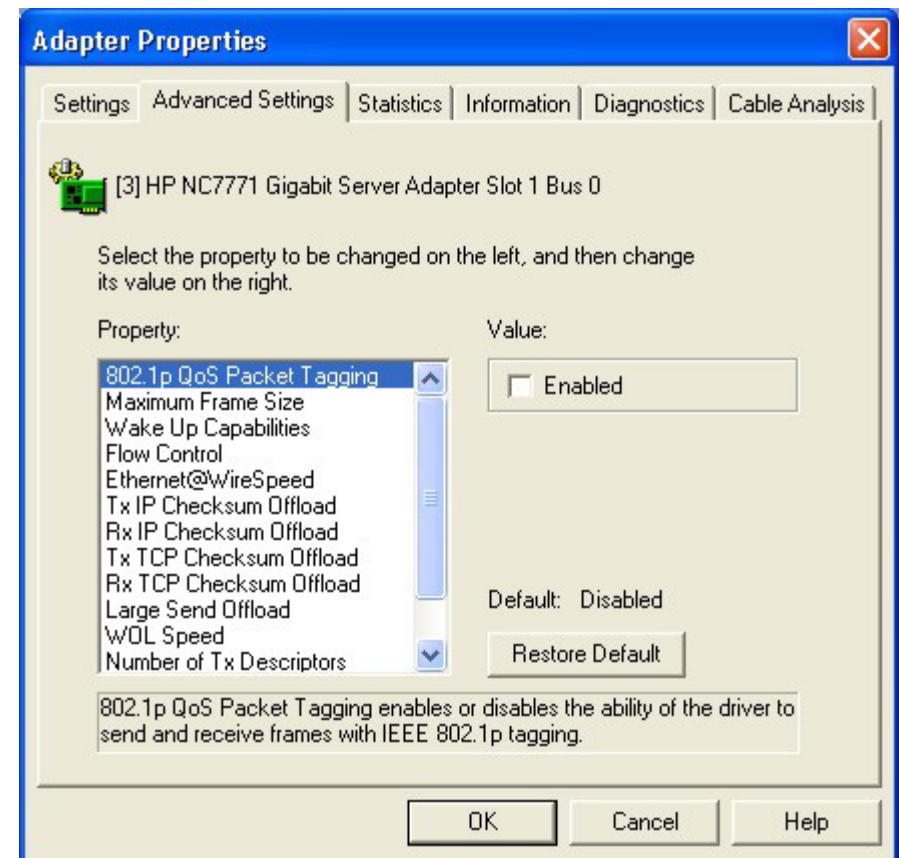 Adapter Properties
Settings Advanced Settings Statistics Information Diagnostics Cable Analysis
[3] HP NC7771 Gigabit Server Adapter Slot 1 Bus 0
Select the property to be changed on the left, and then change
its value on the right.
Property:
802.1p QoS Packet Tagging
Maximum Frame Size
Wake Up Capabilities
Flow Control
Ethernet@WireSpeed
Tx IP Checksum Offload
Rx IP Checksum Offload
Tx TCP Checksum Offload
Rx TCP Checksum Offload
Large Send Offload
WOL Speed
Number of Tx Descriptors
Value:
Enabled
Default: Disabled
Restore Default
802.1p QoS Packet Tagging enables or disables the ability of the driver to
send and receive frames with IEEE 802.1p tagging.
OK Cancel Help